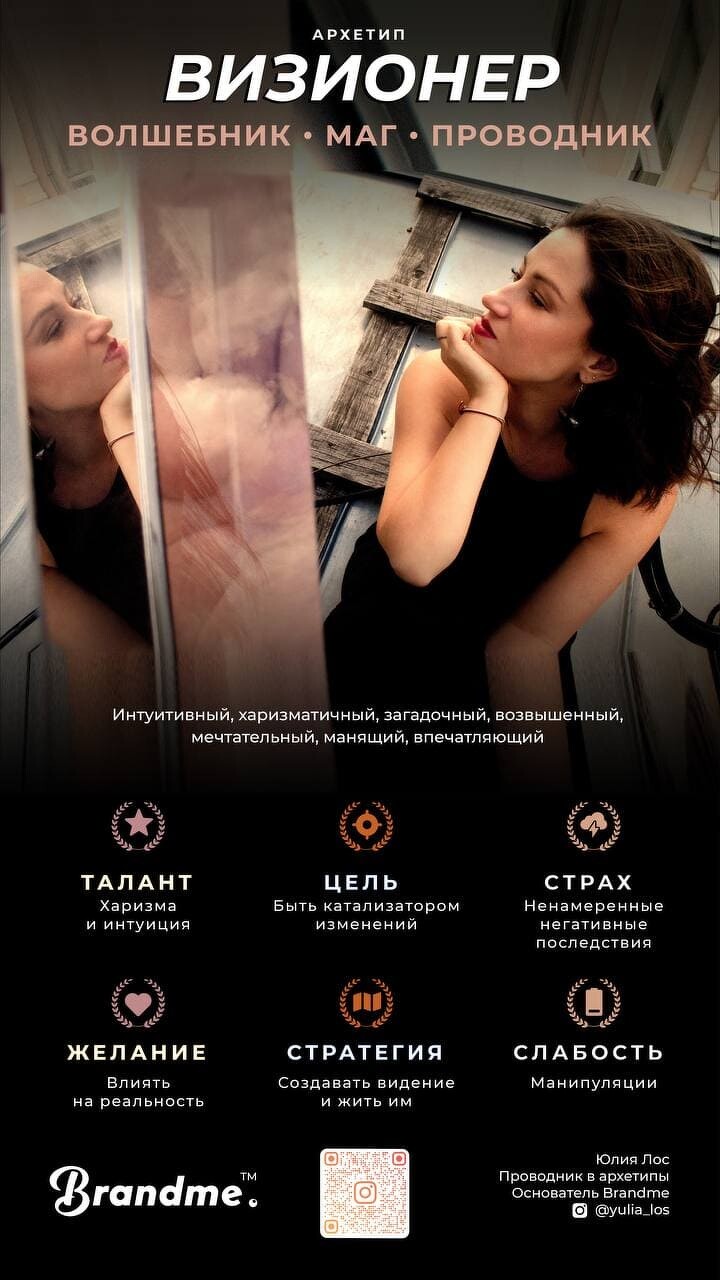 АРХЕТИП
ВИЗИОНЕР
ВОЛШЕБНИК • МАГ • ПРОВОДНИК
Интуитивный, харизматичный, загадочный, возвышенный,
мечтательный, манящий, впечатляющий
ТАЛАНТ
Харизма
и интуиция
ЦЕЛЬ
Быть катализатором
изменений
СТРАХ
Ненамеренные
негативные
последствия
ЖЕЛАНИЕ
Влиять
на реальность
СТРАТЕГИЯ
Создавать видение
и жить им
СЛАБОСТЬ
Манипуляции
Brandme.™
Юлия Лос
Проводник в архетипы
Основатель Brandme
@yulia_los